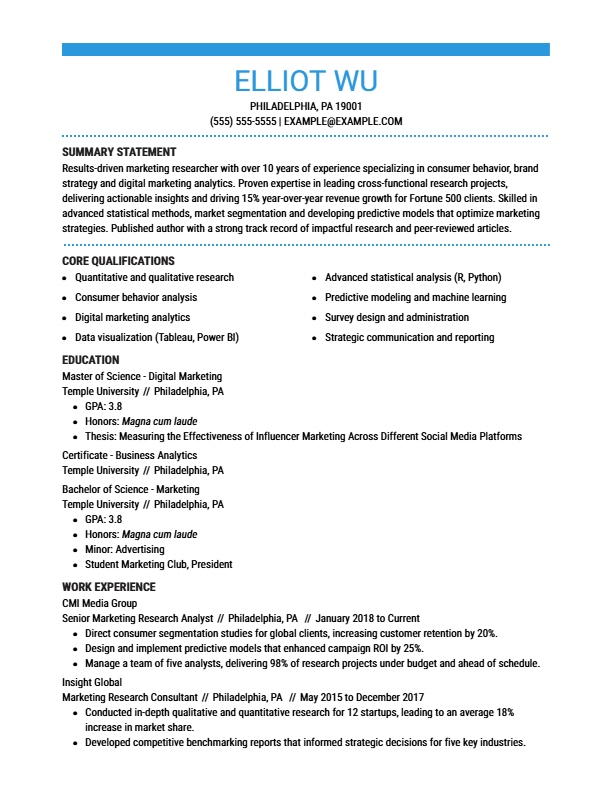 ELLIOT WU
PHILADELPHIA, PA 19001
(555) 555-5555 | EXAMPLE@EXAMPLE.COM
SUMMARY STATEMENT
Results-driven marketing researcher with over 10 years of experience specializing in consumer behavior, brand
strategy and digital marketing analytics. Proven expertise in leading cross-functional research projects,
delivering actionable insights and driving 15% year-over-year revenue growth for Fortune 500 clients. Skilled in
advanced statistical methods, market segmentation and developing predictive models that optimize marketing
strategies. Published author with a strong track record of impactful research and peer-reviewed articles.
CORE QUALIFICATIONS
• Quantitative and qualitative research
• Consumer behavior analysis
• Digital marketing analytics
• Data visualization (Tableau, Power BI)
• Advanced statistical analysis (R, Python)
• Predictive modeling and machine learning
• Survey design and administration
• Strategic communication and reporting
EDUCATION
Master of Science - Digital Marketing
Temple University // Philadelphia, PA
• GPA: 3.8
• Honors: Magna cum laude
• Thesis: Measuring the Effectiveness of Influencer Marketing Across Different Social Media Platforms
Certificate - Business Analytics
Temple University // Philadelphia, PA
Bachelor of Science - Marketing
Temple University // Philadelphia, PA
• GPA: 3.8
• Honors: Magna cum laude
• Minor: Advertising
• Student Marketing Club, President
WORK EXPERIENCE
CMI Media Group
Senior Marketing Research Analyst // Philadelphia, PA // January 2018 to Current
• Direct consumer segmentation studies for global clients, increasing customer retention by 20%.
• Design and implement predictive models that enhanced campaign ROI by 25%.
• Manage a team of five analysts, delivering 98% of research projects under budget and ahead of schedule.
Insight Global
Marketing Research Consultant // Philadelphia, PA // May 2015 to December 2017
• Conducted in-depth qualitative and quantitative research for 12 startups, leading to an average 18%
increase in market share.
• Developed competitive benchmarking reports that informed strategic decisions for five key industries.